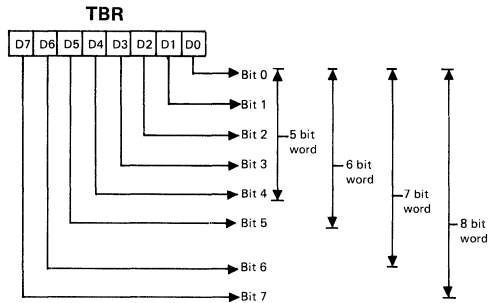 TBR
D7 D6 D5 D4 D3 D2 D1 D0
Bit 0
Bit 1
Bit 2
Bit 3
Bit 4
Bit 5
Bit 6
Bit 7
5 bit
word
6 bit
word
7 bit
word
8 bit
word